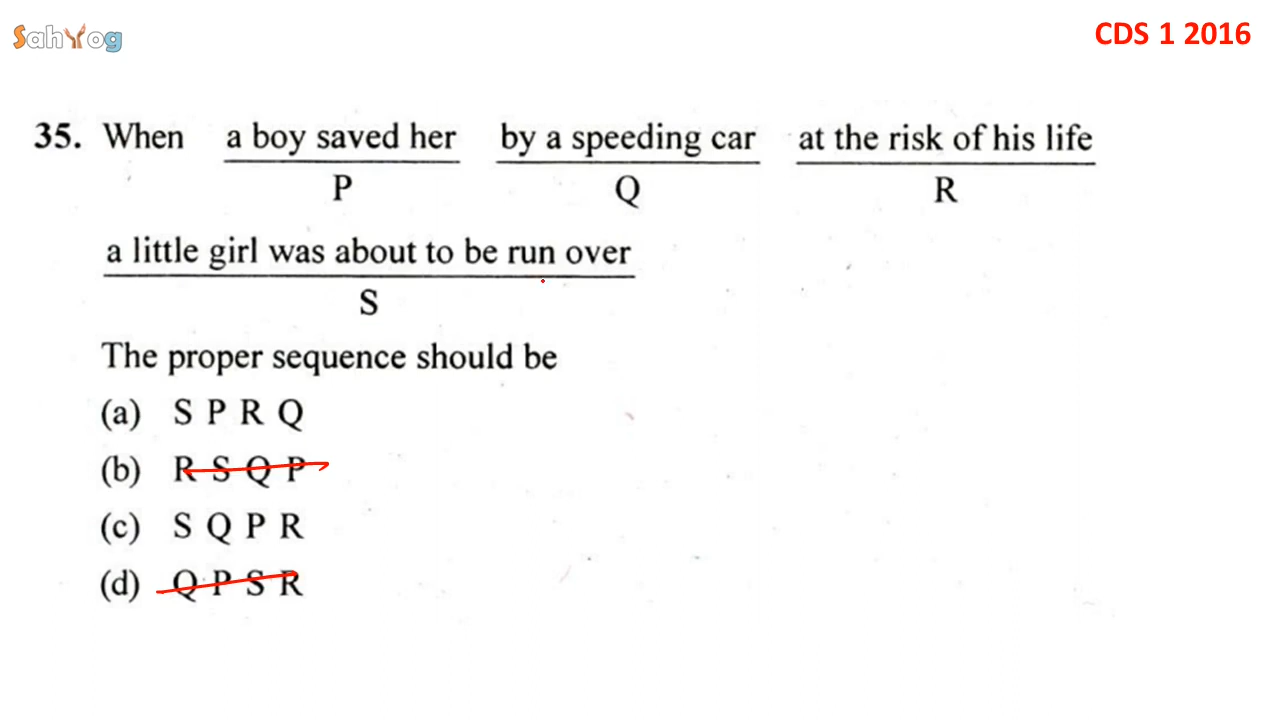 SahYog
CDS 1 2016
35. When a boy saved her by a speeding car at the risk of his life
P Q R
a little girl was about to be run over
S
The proper sequence should be
(a) S P R Q
(b) R S Q P
(c) S Q P R
(d) Q P S R